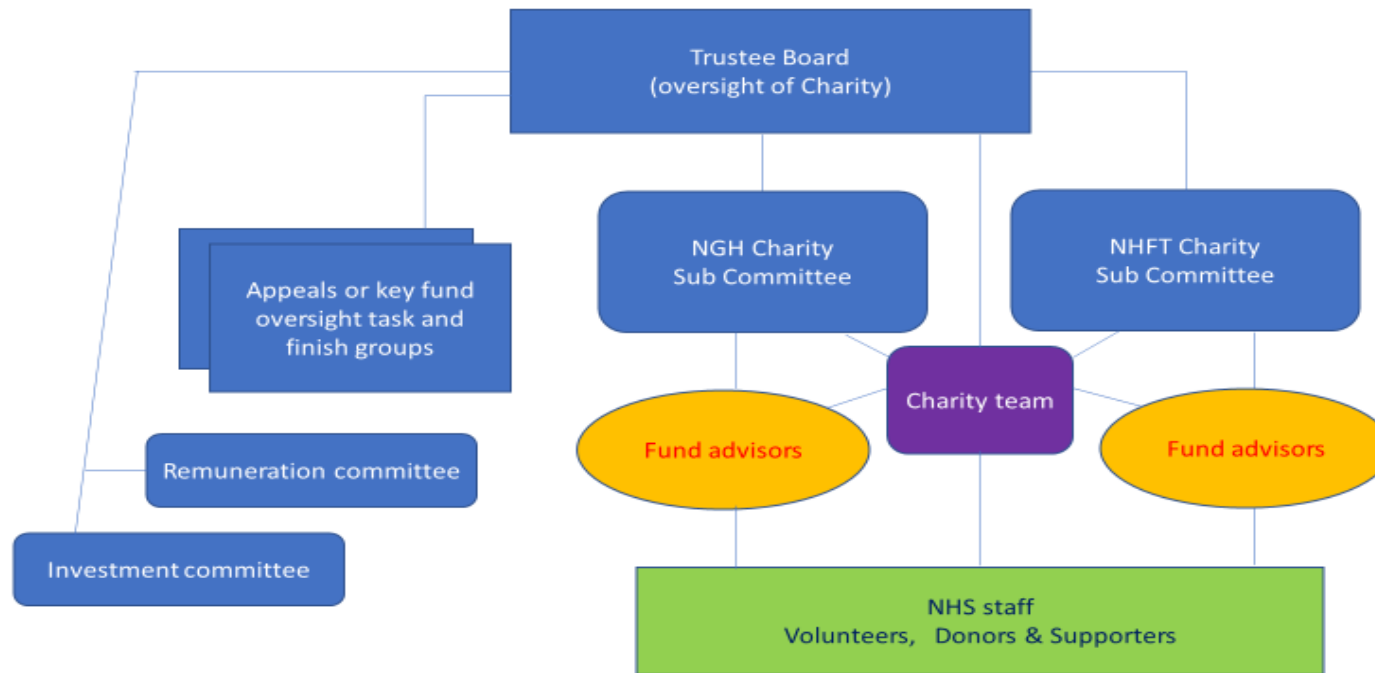 Trustee Board
(oversight of Charity)
NGH Charity
Sub Committee
NHFT Charity
Sub Committee
Appeals or key fund
oversight task and
finish groups
Charity team
Fund advisors
Fund advisors
Remuneration committee
Investment committee
NHS staff
Volunteers, Donors & Supporters